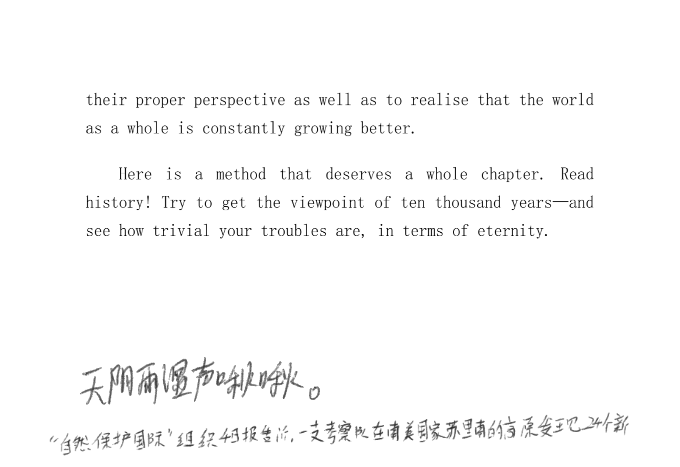 their proper perspective as well as to realise that the world
as a whole is constantly growing better.
Here is a method that deserves a whole chapter. Read
history! Try to get the viewpoint of ten thousand years—and
see how trivial your troubles are, in terms of eternity.
天阴雨湿声啾啾。
“自然保护国际”组织4日报告说,一支考察队在南美国家苏里南的高原发现已24个新